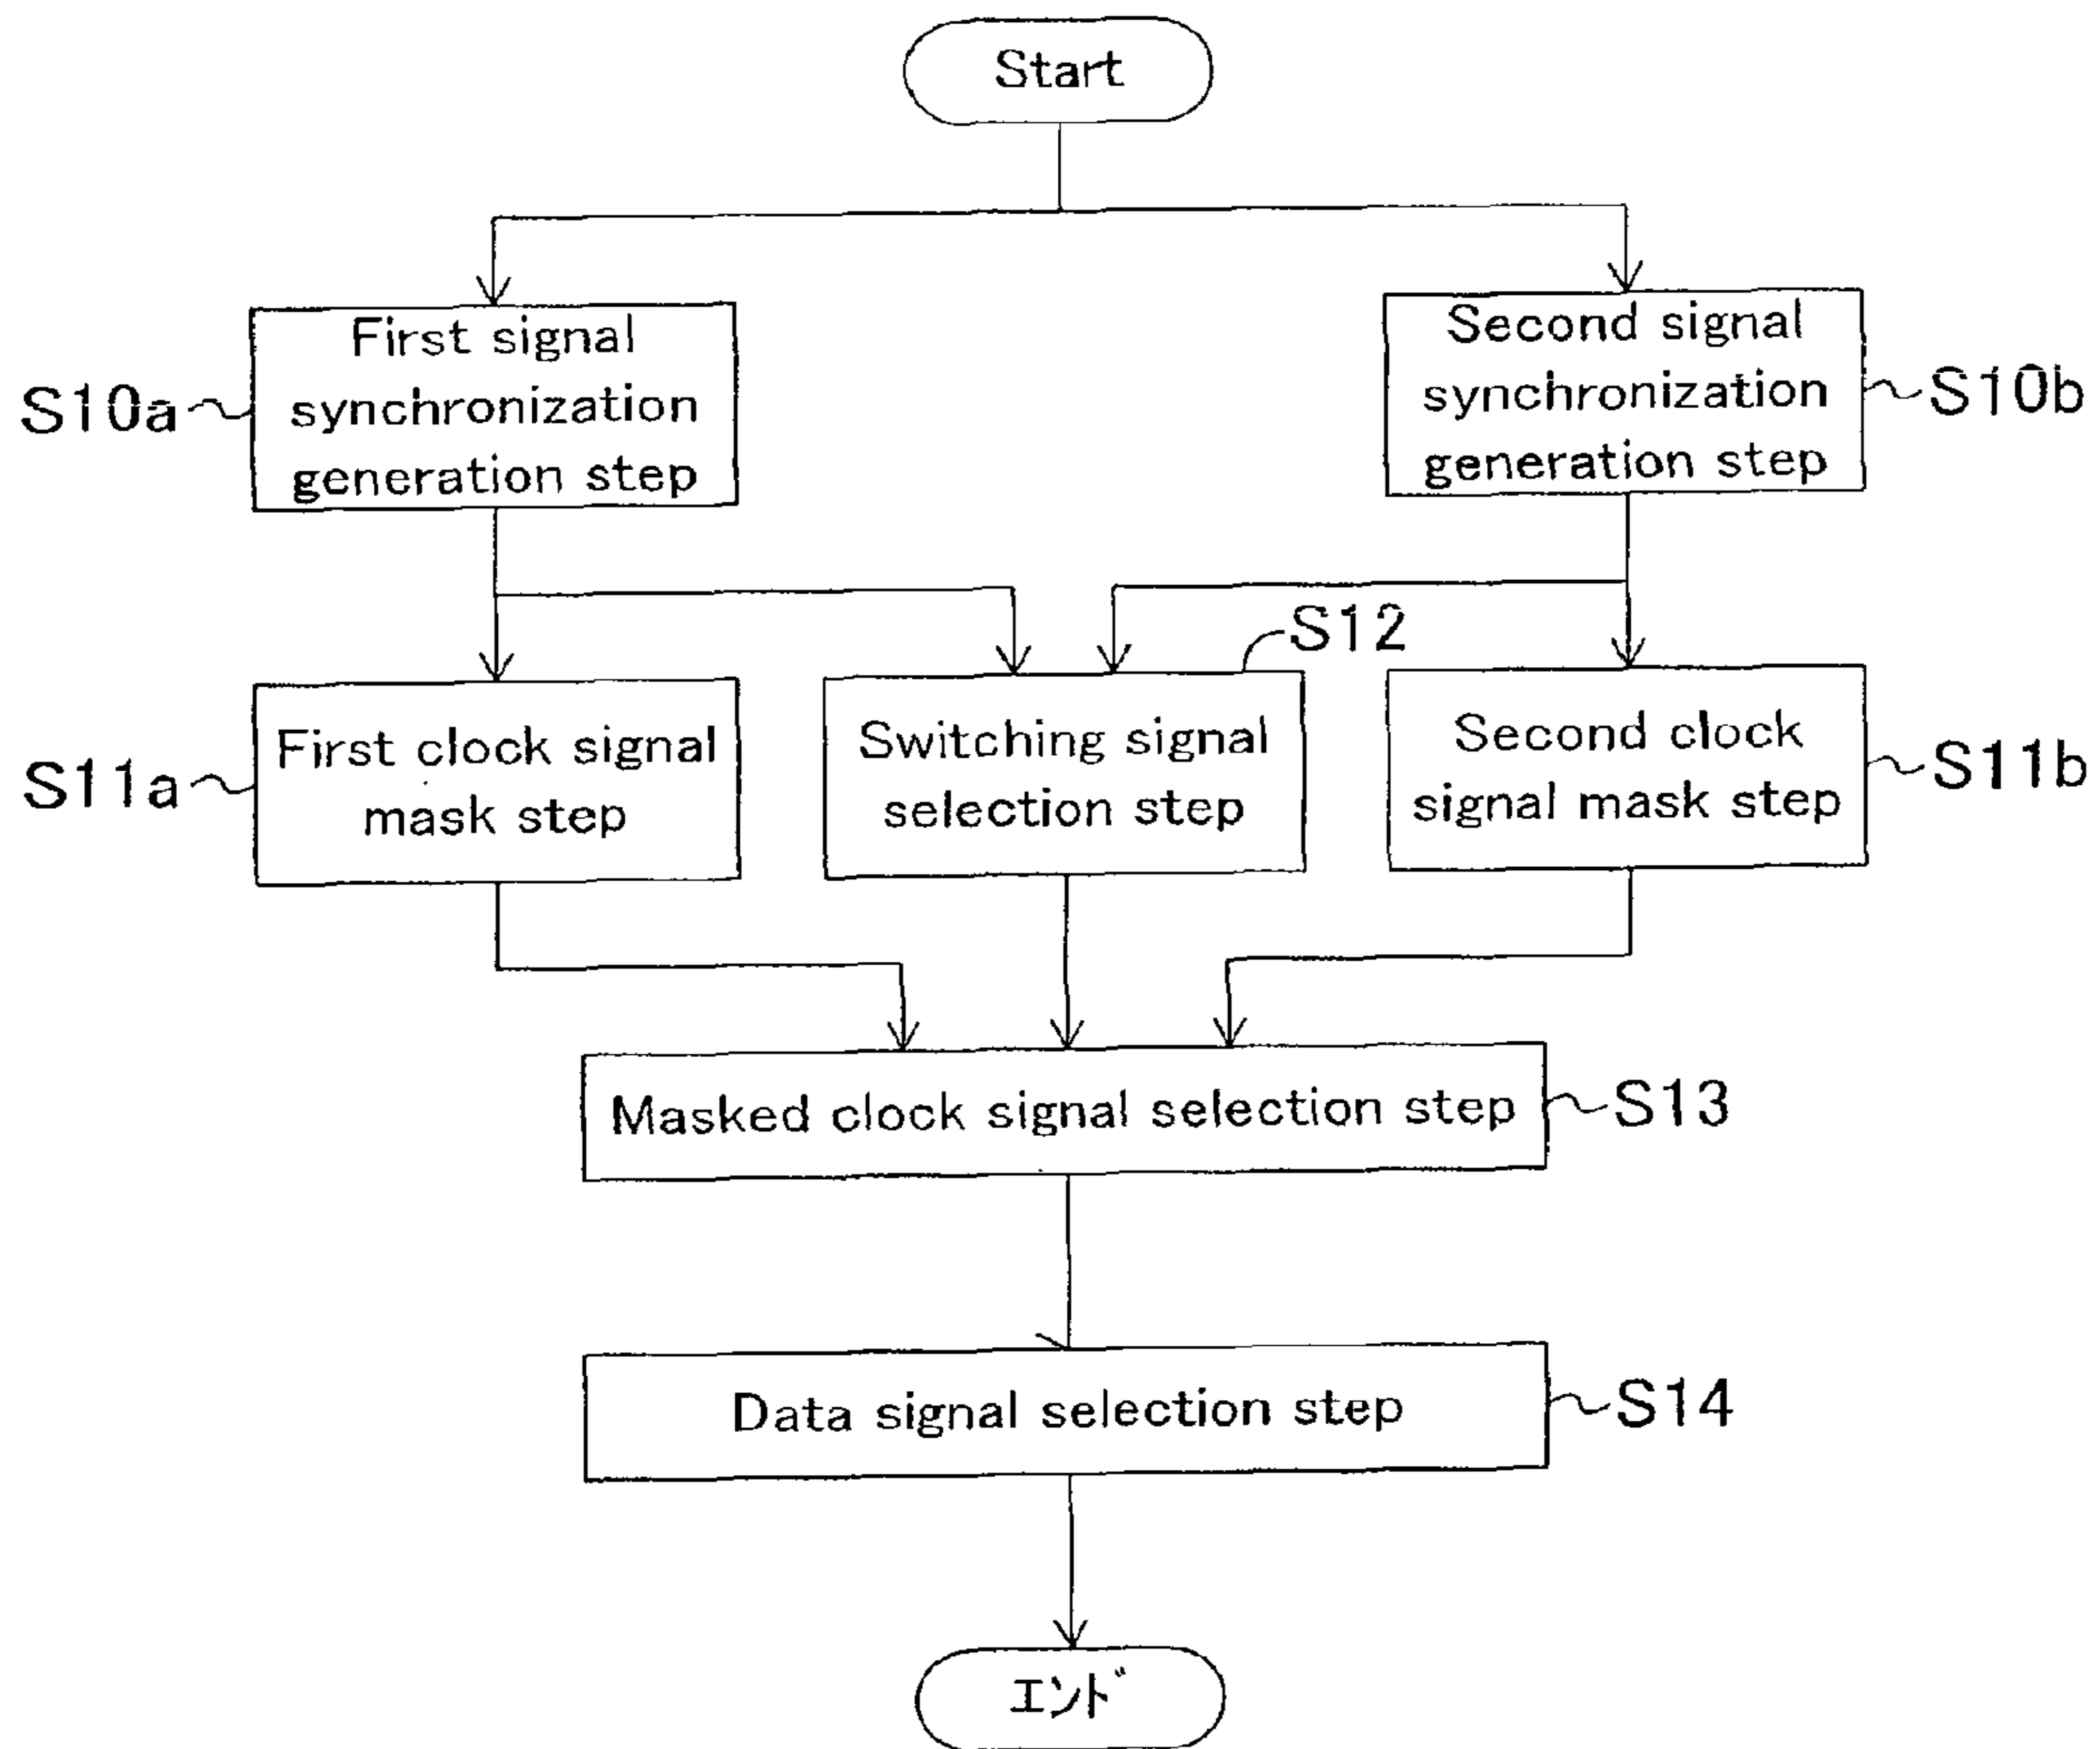 Start
First signal
synchronization
generation step
S10a
Second signal
synchronization
generation step
S10b
First clock signal
mask step
S11a
Switching signal
selection step
S12
Second clock
signal mask step
S11b
Masked clock signal selection step
S13
Data signal selection step
S14
エンド